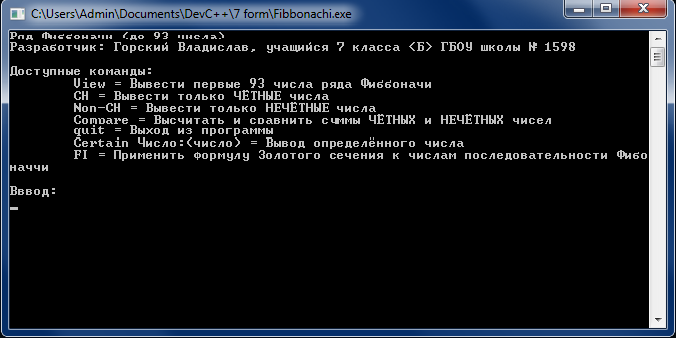 C:\Users\Admin\Documents\DevC++\7 form\Fibbonachi.exe
Ряд Фиббоначи (до 93 числа)
Разработчик: Горский Владислав, учащийся 7 класса <Б> ГБОУ школы № 1598
Доступные команды:
View = Вывести первые 93 числа ряда Фиббоначи
CH = Вывести только ЧЁТНЫЕ числа
Non-CH = Вывести только НЕЧЁТНЫЕ числа
Compare = Высчитать и сравнить суммы ЧЁТНЫХ и НЕЧЁТНЫХ чисел
quit = Выход из программы
Certain Число:(число) = Вывод определённого числа
FI = Применить формулу Золотого сечения к числам последовательности Фибо
наччи
Вввод: